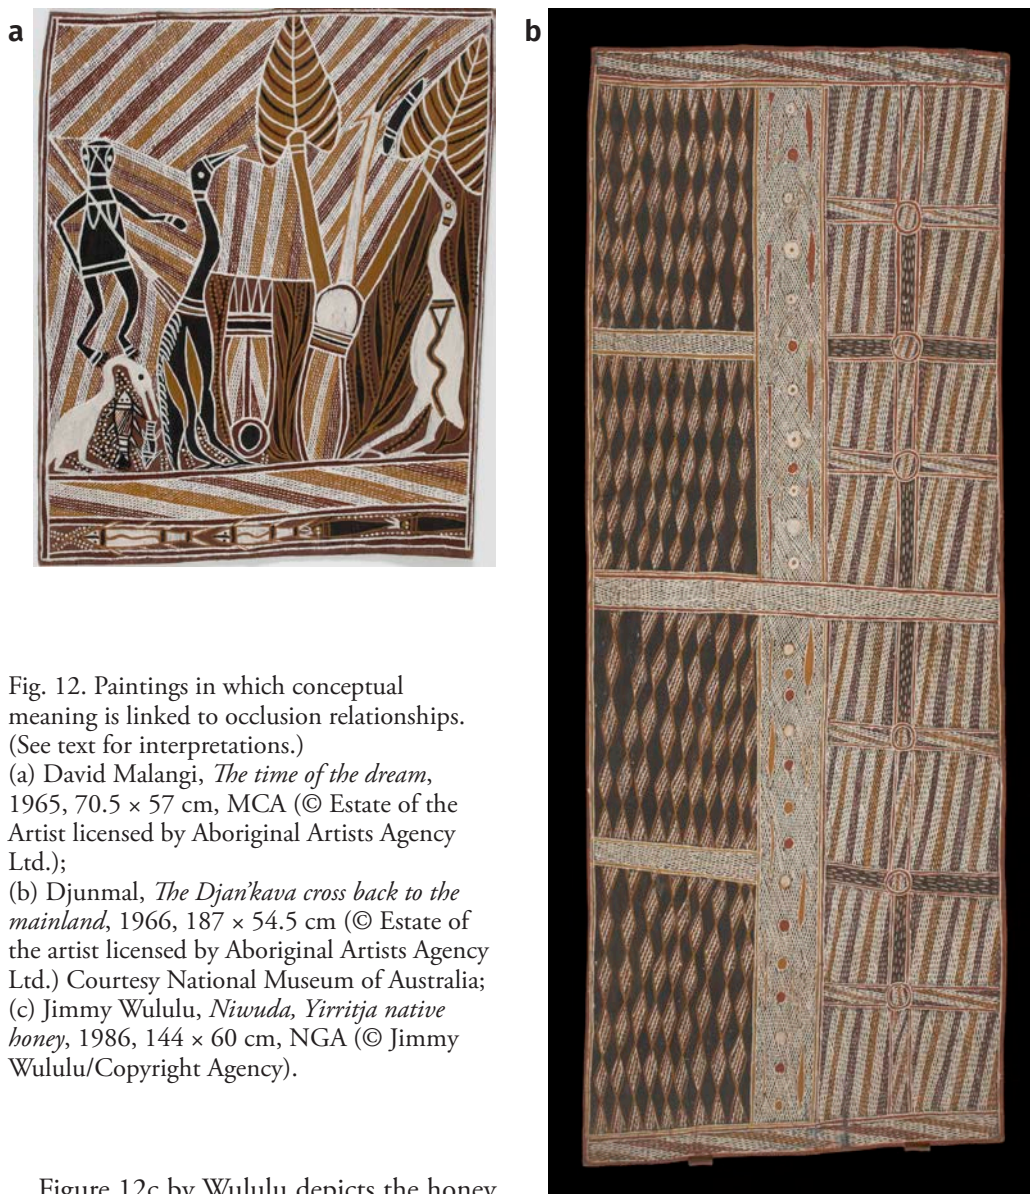 a
b
Fig. 12. Paintings in which conceptual
meaning is linked to occlusion relationships.
(See text for interpretations.)
(a) David Malangi, The time of the dream,
1965, 70.5 × 57 cm, MCA (© Estate of the
Artist licensed by Aboriginal Artists Agency
Ltd.);
(b) Djunmal, The Djan’kava cross back to the
mainland, 1966, 187 × 54.5 cm (© Estate of
the artist licensed by Aboriginal Artists Agency
Ltd.) Courtesy National Museum of Australia;
(c) Jimmy Wululu, Niwuda, Yirritja native
honey, 1986, 144 × 60 cm, NGA (© Jimmy
Wululu/Copyright Agency).
Figure 12c by Wululu depicts the honey